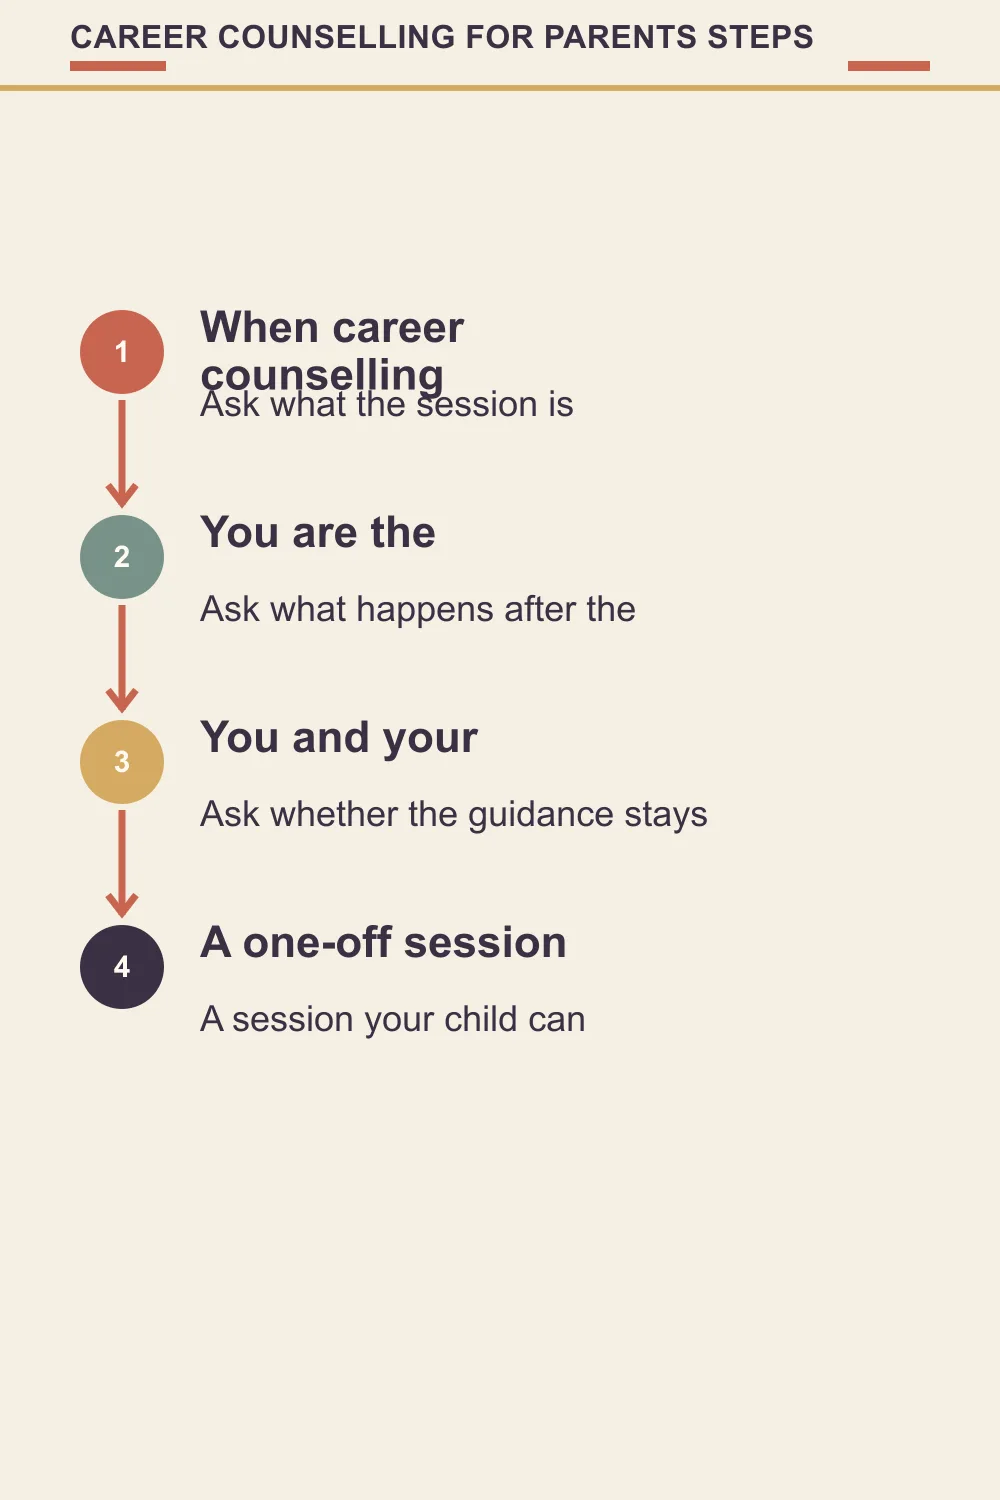 CAREER COUNSELLING FOR PARENTS STEPS
1
When career
counselling
Ask what the session is
2
You are the
Ask what happens after the
3
You and your
Ask whether the guidance stays
4
A one-off session
A session your child can